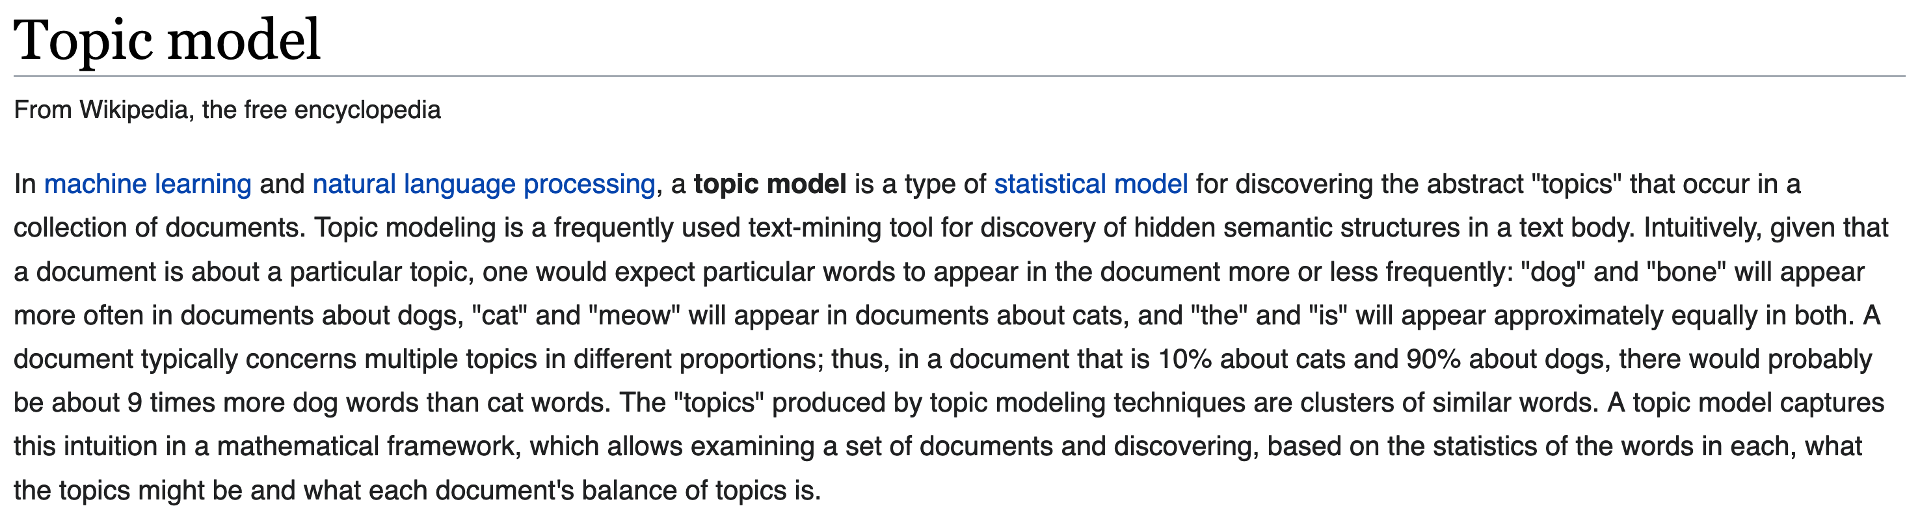 Topic model
From Wikipedia, the free encyclopedia
In machine learning and natural language processing, a topic model is a type of statistical model for discovering the abstract "topics" that occur in a
collection of documents. Topic modeling is a frequently used text-mining tool for discovery of hidden semantic structures in a text body. Intuitively, given that
a document is about a particular topic, one would expect particular words to appear in the document more or less frequently: "dog" and "bone" will appear
more often in documents about dogs, "cat" and "meow" will appear in documents about cats, and "the" and "is" will appear approximately equally in both. A
document typically concerns multiple topics in different proportions; thus, in a document that is 10% about cats and 90% about dogs, there would probably
be about 9 times more dog words than cat words. The "topics" produced by topic modeling techniques are clusters of similar words. A topic model captures
this intuition in a mathematical framework, which allows examining a set of documents and discovering, based on the statistics of the words in each, what
the topics might be and what each document's balance of topics is.